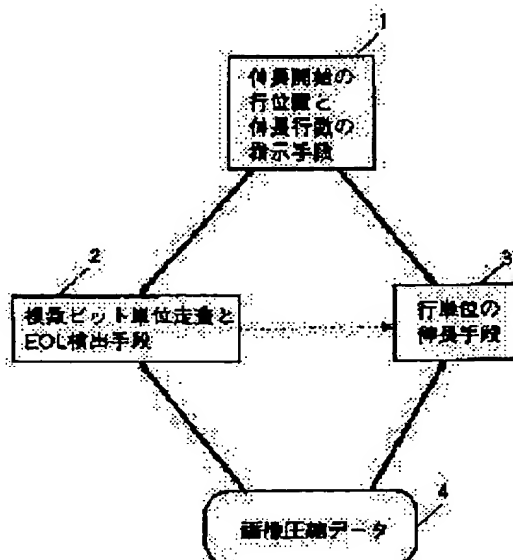 1
伸長開始の
行位置と
伸長行数の
指示手段
2
複数ビット単位走査と
EOL検出手段
3
行単位の
伸長手段
4
画像圧縮データ